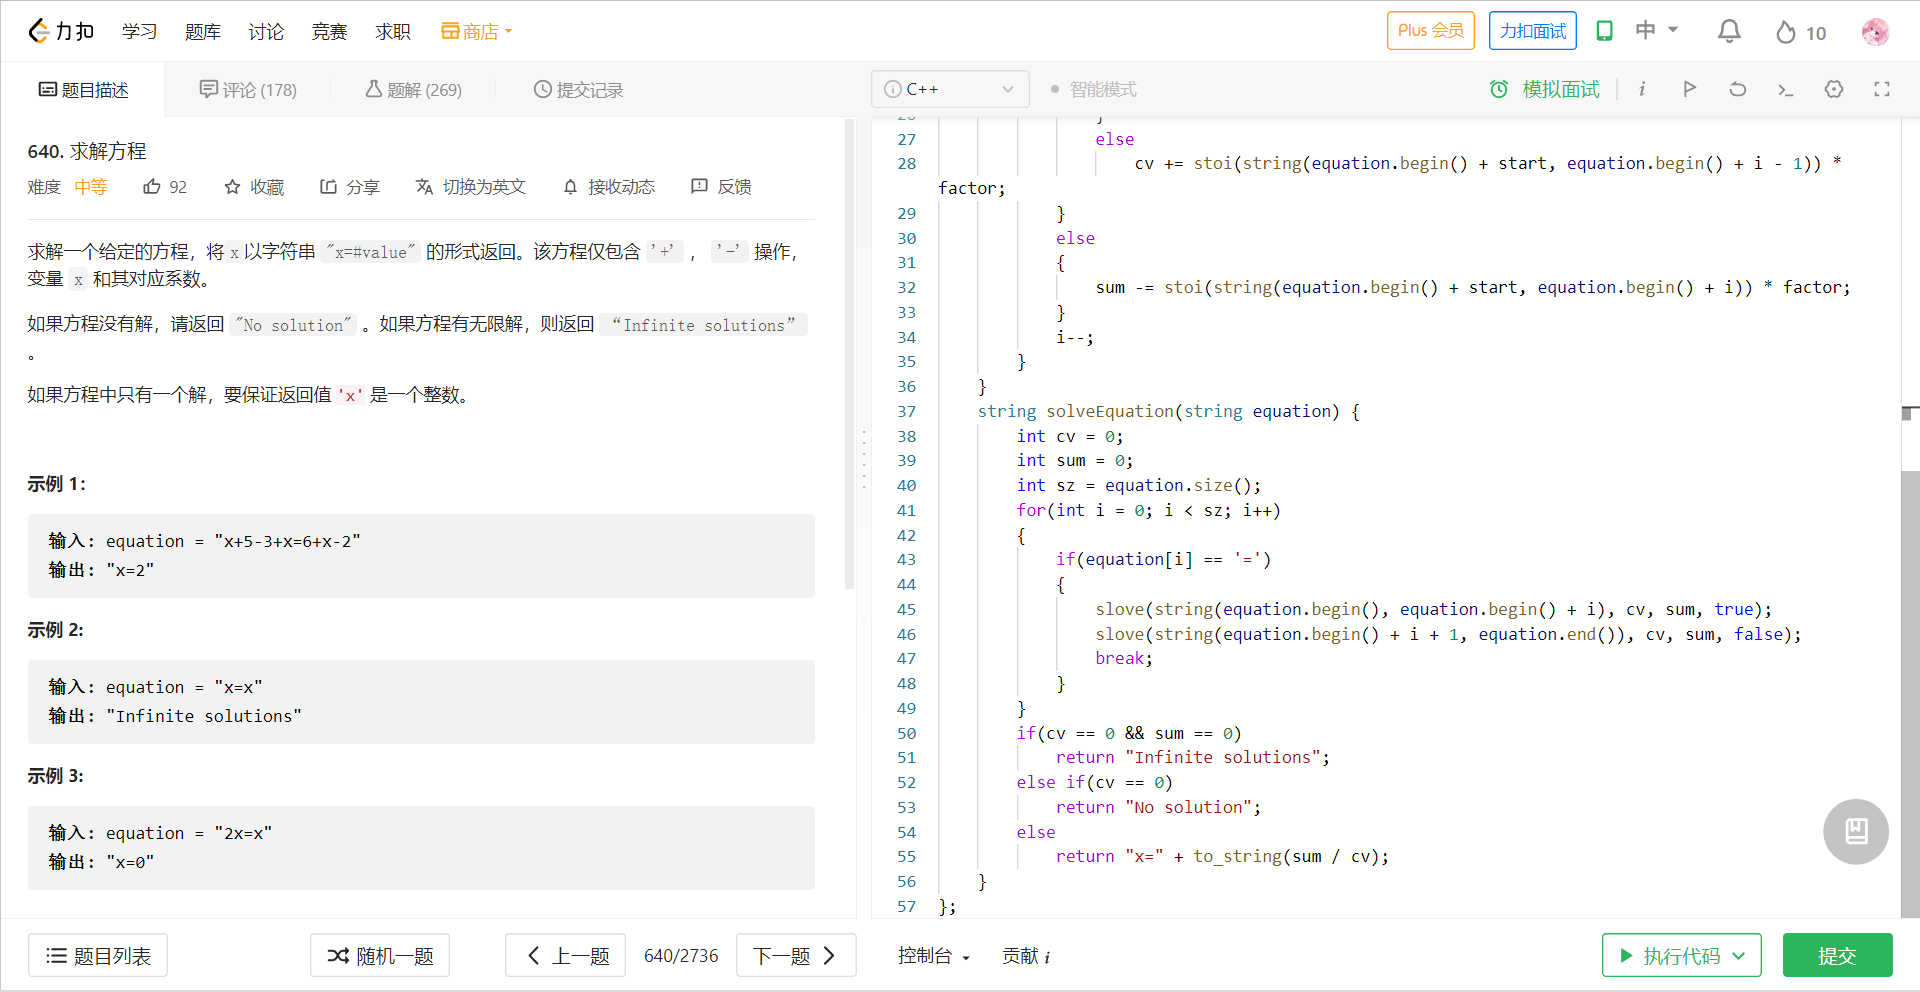 力扣 学习 题库 讨论 竞赛 求职 商店 Plus 会员 力扣面试 中 10
题目描述 评论 (178) 题解 (269) 提交记录
640. 求解方程
难度 中等 92 收藏 分享 切换为英文 接收动态 反馈
求解一个给定的方程，将 x 以字符串 "x=#value" 的形式返回。该方程仅包含 '+' ， '-' 操作，
变量 x 和其对应系数。
如果方程没有解，请返回 "No solution" 。如果方程有无限解，则返回 “Infinite solutions”
。
如果方程中只有一个解，要保证返回值 'x' 是一个整数。
示例 1：
输入: equation = "x+5-3+x=6+x-2"
输出: "x=2"
示例 2:
输入: equation = "x=x"
输出: "Infinite solutions"
示例 3:
输入: equation = "2x=x"
输出: "x=0"
题目列表 随机一题 上一题 640/2736 下一题
C++ 智能模式 模拟面试 i
26 }
27 else
28 cv += stoi(string(equation.begin() + start, equation.begin() + i - 1)) *
factor;
29 }
30 else
31 {
32 sum -= stoi(string(equation.begin() + start, equation.begin() + i)) * factor;
33 }
34 i--;
35 }
36 }
37 string solveEquation(string equation) {
38 int cv = 0;
39 int sum = 0;
40 int sz = equation.size();
41 for(int i = 0; i < sz; i++)
42 {
43 if(equation[i] == '=')
44 {
45 slove(string(equation.begin(), equation.begin() + i), cv, sum, true);
46 slove(string(equation.begin() + i + 1, equation.end()), cv, sum, false);
47 break;
48 }
49 }
50 if(cv == 0 && sum == 0)
51 return "Infinite solutions";
52 else if(cv == 0)
53 return "No solution";
54 else
55 return "x=" + to_string(sum / cv);
56 }
57 };
控制台 贡献 i 执行代码 提交